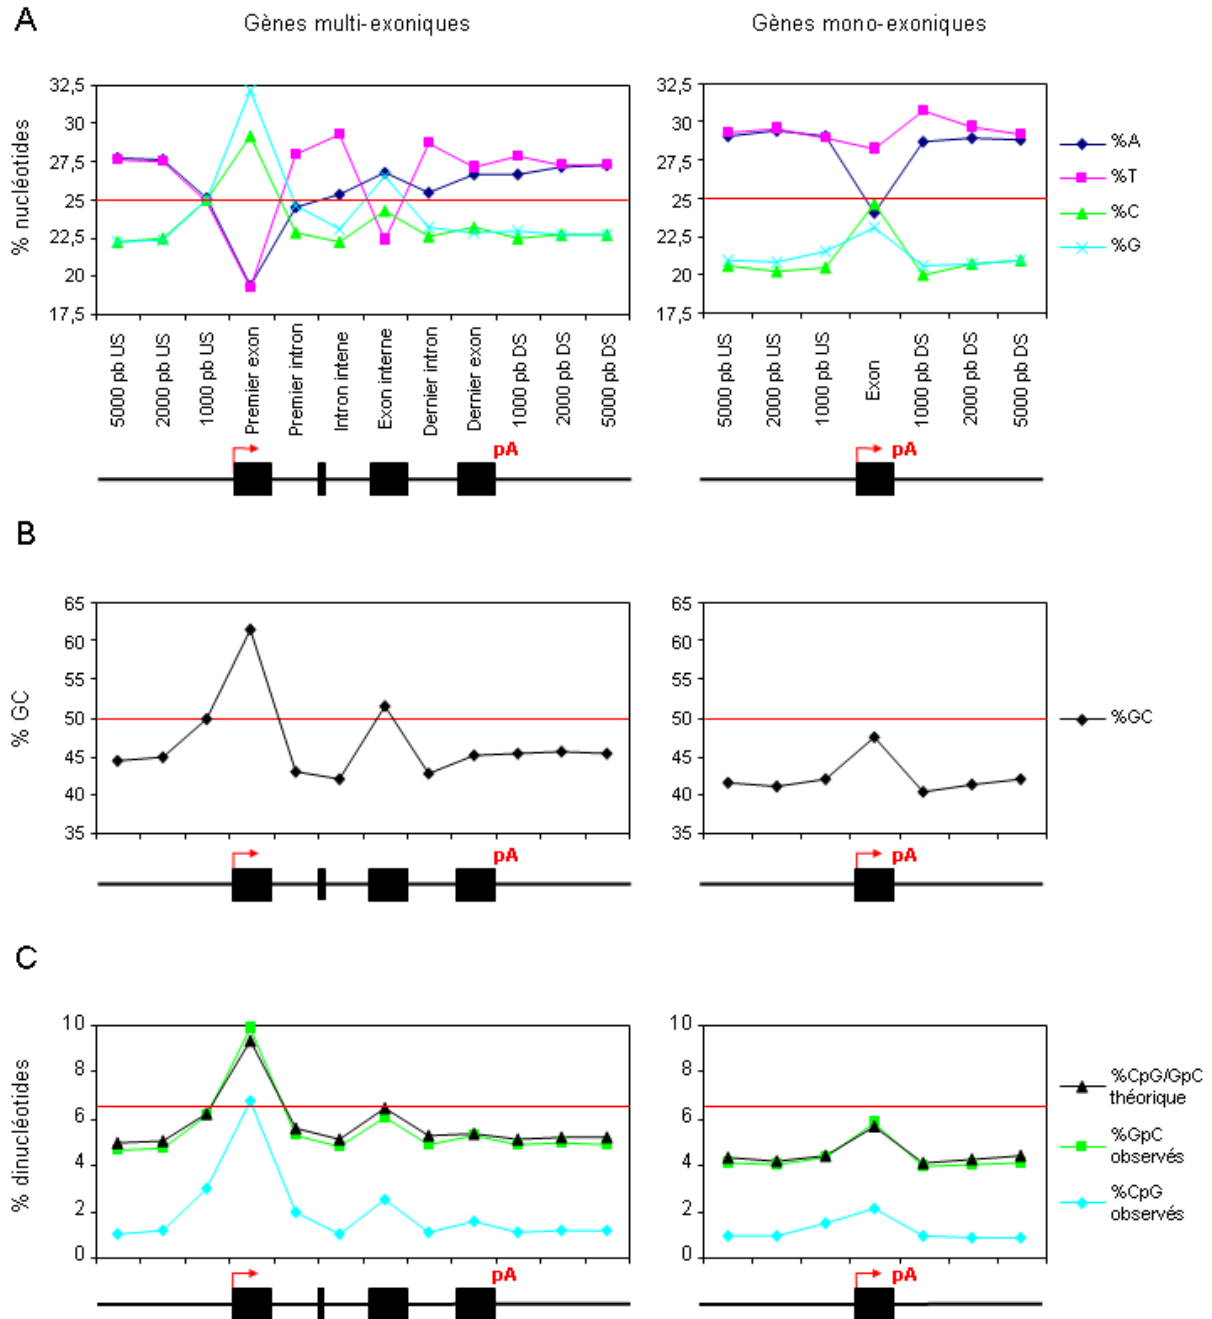 A
Gènes multi-exoniques
Gènes mono-exoniques
% nucléotides
32,5
30
27,5
25
22,5
20
17,5
32,5
30
27,5
25
22,5
20
17,5
%A
%T
%C
%G
5000 pb US
2000 pb US
1000 pb US
Premier exon
Premier intron
Intron interne
Exon interne
Dernier intron
Dernier exon
1000 pb DS
2000 pb DS
5000 pb DS
5000 pb US
2000 pb US
1000 pb US
Exon
1000 pb DS
2000 pb DS
5000 pb DS
pA
pA
B
% GC
65
60
55
50
45
40
35
65
60
55
50
45
40
35
%GC
pA
pA
C
% dinucléotides
10
8
6
4
2
0
10
8
6
4
2
0
%CpG/GpC
théorique
%GpC
observés
%CpG
observés
pA
pA